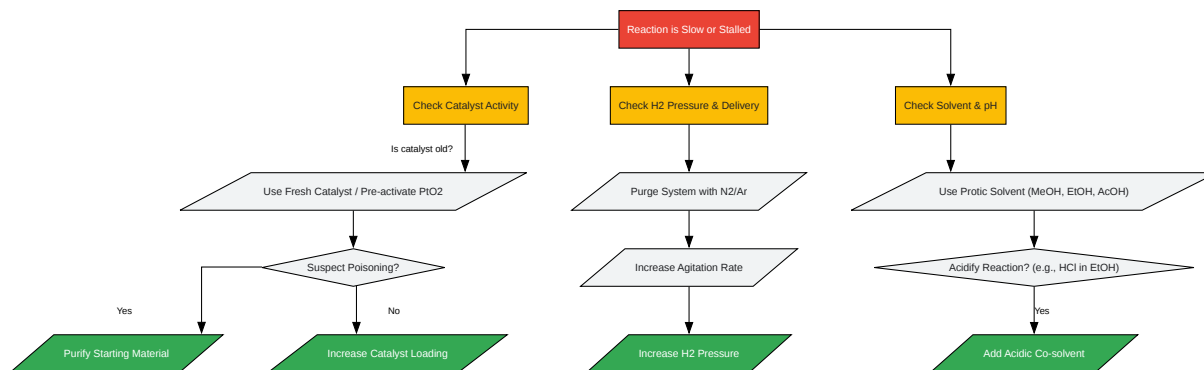 Reaction is Slow or Stalled
Check Catalyst Activity
Check H2 Pressure & Delivery
Check Solvent & pH
Is catalyst old?
Use Fresh Catalyst / Pre-activate PtO2
Purge System with N2/Ar
Use Protic Solvent (MeOH, EtOH, AcOH)
Suspect Poisoning?
Increase Agitation Rate
Acidify Reaction? (e.g., HCl in EtOH)
Yes
No
Yes
Purify Starting Material
Increase Catalyst Loading
Increase H2 Pressure
Add Acidic Co-solvent